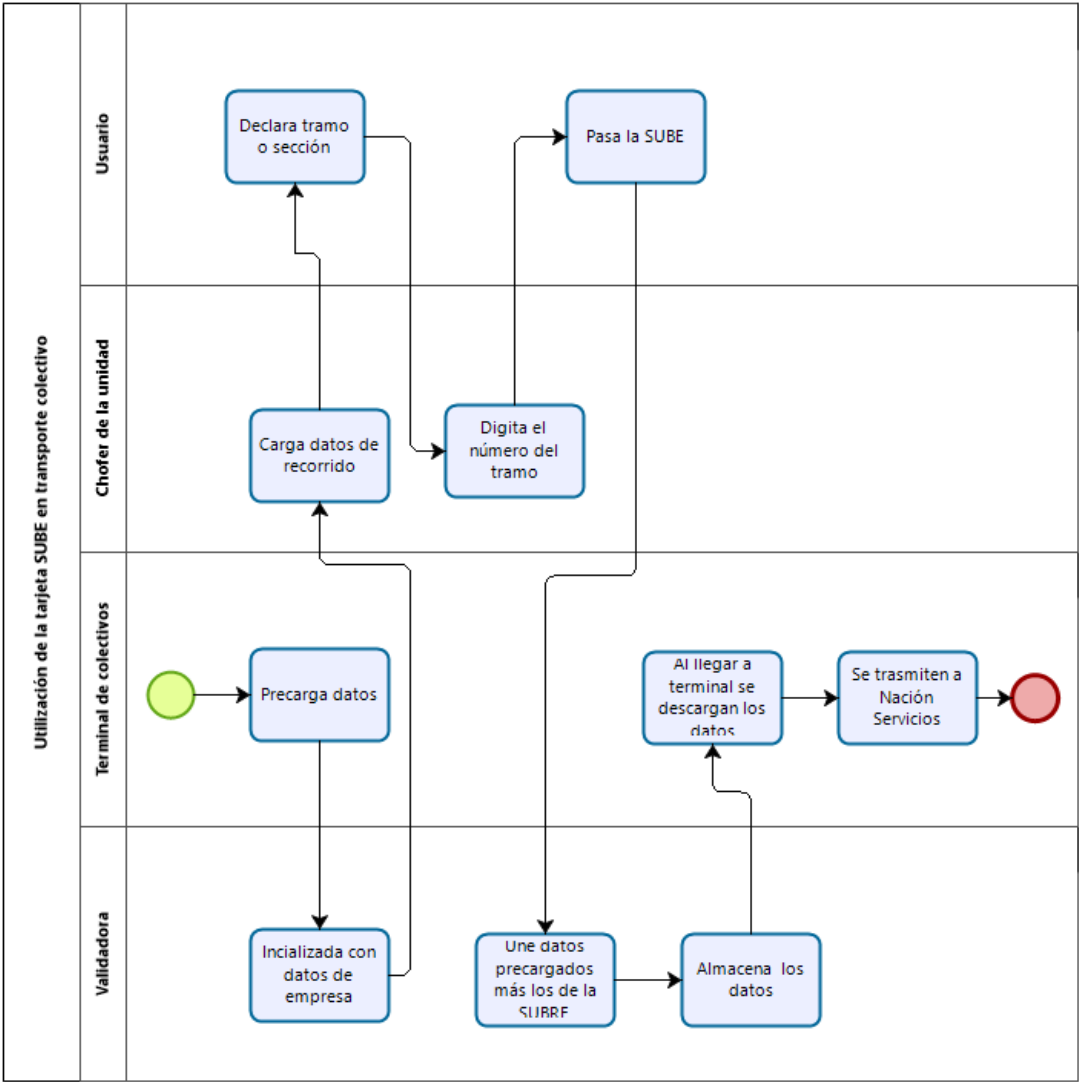 Utilización de la tarjeta SUBE en transporte colectivo
Usuario
Declara tramo
o sección
Pasa la SUBE
Chofer de la unidad
Carga datos de
recorrido
Digita el
número del
tramo
Terminal de colectivos
Precarga datos
Al llegar a
terminal se
descargan los
datos
Se trasmiten a
Nación
Servicios
Validadora
Incializada con
datos de
empresa
Une datos
precargados
más los de la
SUBRE
Almacena los
datos